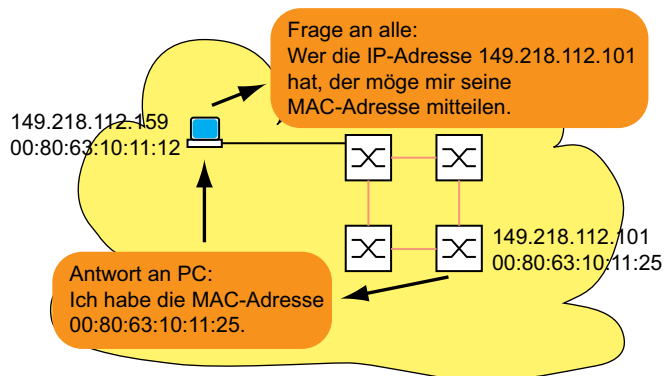 Frage an alle:
Wer die IP-Adresse 149.218.112.101
hat, der möge mir seine
MAC-Adresse mitteilen.
149.218.112.159
00:80:63:10:11:12
149.218.112.101
00:80:63:10:11:25
Antwort an PC:
Ich habe die MAC-Adresse
00:80:63:10:11:25.